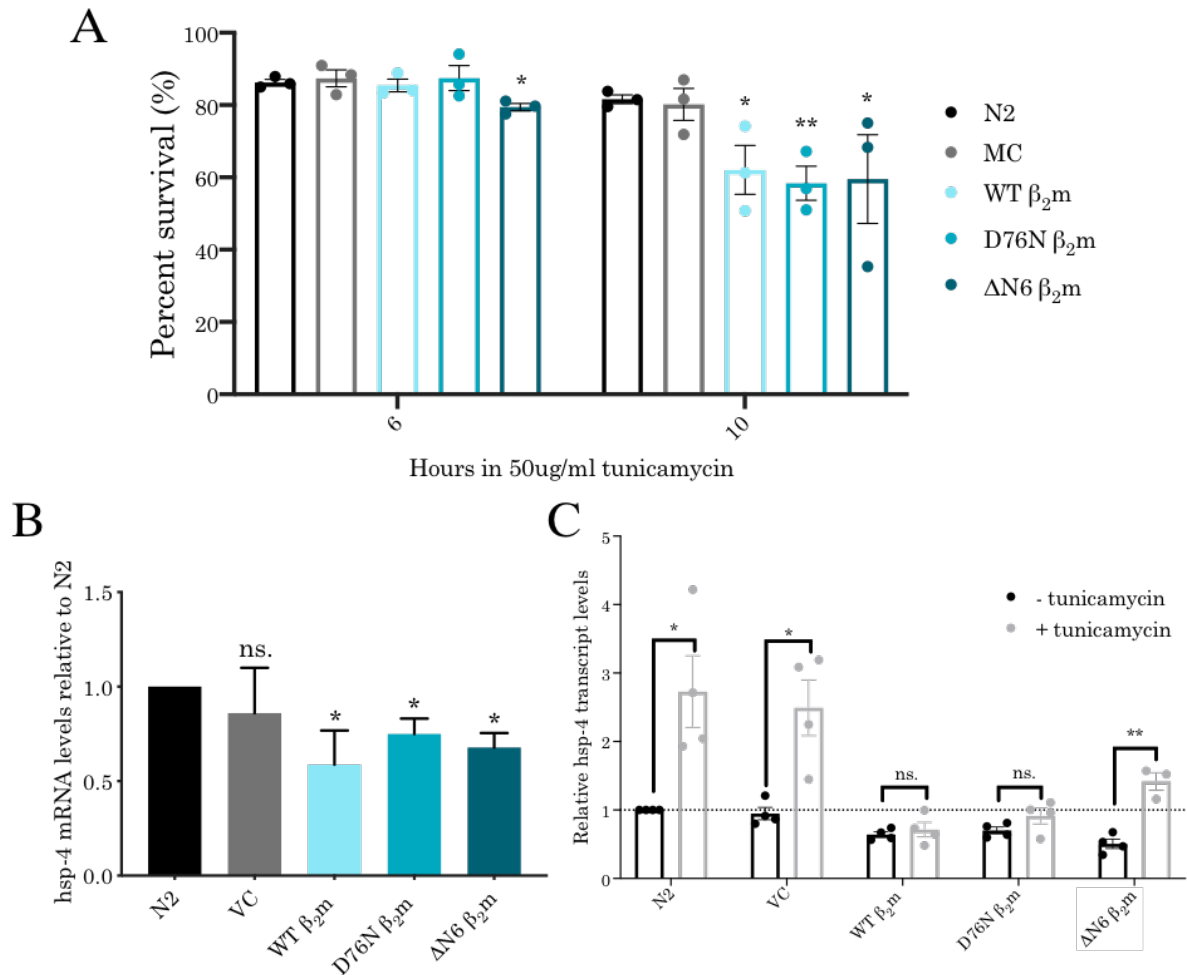 A
Percent survival (%)
100
80
60
40
20
0
*
*
**
*
6
10
Hours in 50ug/ml tunicamycin
N2
MC
WT β₂m
D76N β₂m
ΔN6 β₂m
B
hsp-4 mRNA levels relative to N2
1.5
1.0
0.5
0.0
ns.
*
*
*
N2
VC
WT β₂m
D76N β₂m
ΔN6 β₂m
C
Relative hsp-4 transcript levels
5
4
3
2
1
0
*
*
ns.
ns.
**
- tunicamycin
+ tunicamycin
N2
VC
WT β₂m
D76N β₂m
ΔN6 β₂m